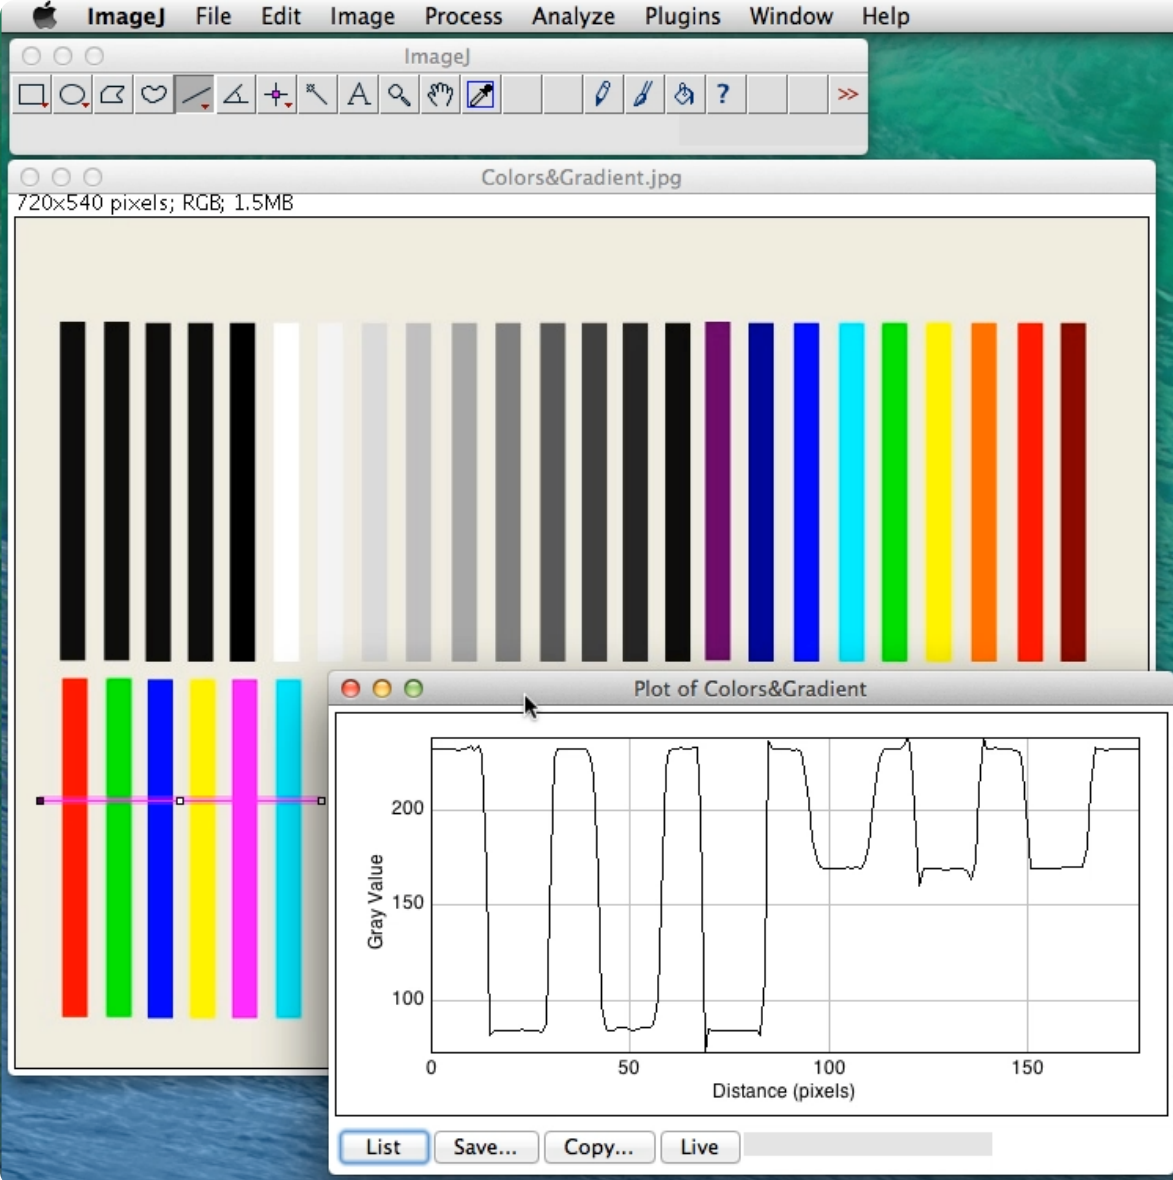 ImageJ File Edit Image Process Analyze Plugins Window Help
ImageJ
A ? >>
Colors&Gradient.jpg
720x540 pixels; RGB; 1.5MB
Plot of Colors&Gradient
200
150
100
Gray Value
0 50 100 150
Distance (pixels)
List Save... Copy... Live